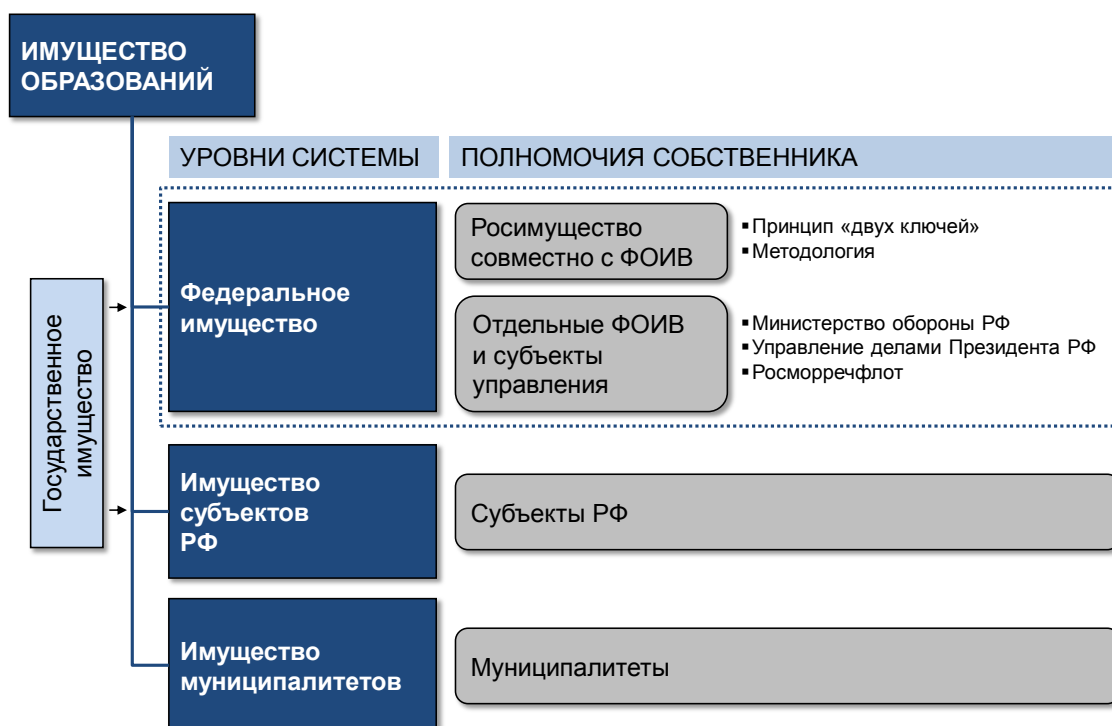 ИМУЩЕСТВО
ОБРАЗОВАНИЙ
УРОВНИ СИСТЕМЫ
ПОЛНОМОЧИЯ СОБСТВЕННИКА
Государственное
имущество
Федеральное
имущество
Росимущество
совместно с ФОИВ
▪Принцип «двух ключей»
▪Методология
Отдельные ФОИВ
и субъекты
управления
▪Министерство обороны РФ
▪Управление делами Президента РФ
▪Росморречфлот
Имущество
субъектов
РФ
Субъекты РФ
Имущество
муниципалитетов
Муниципалитеты